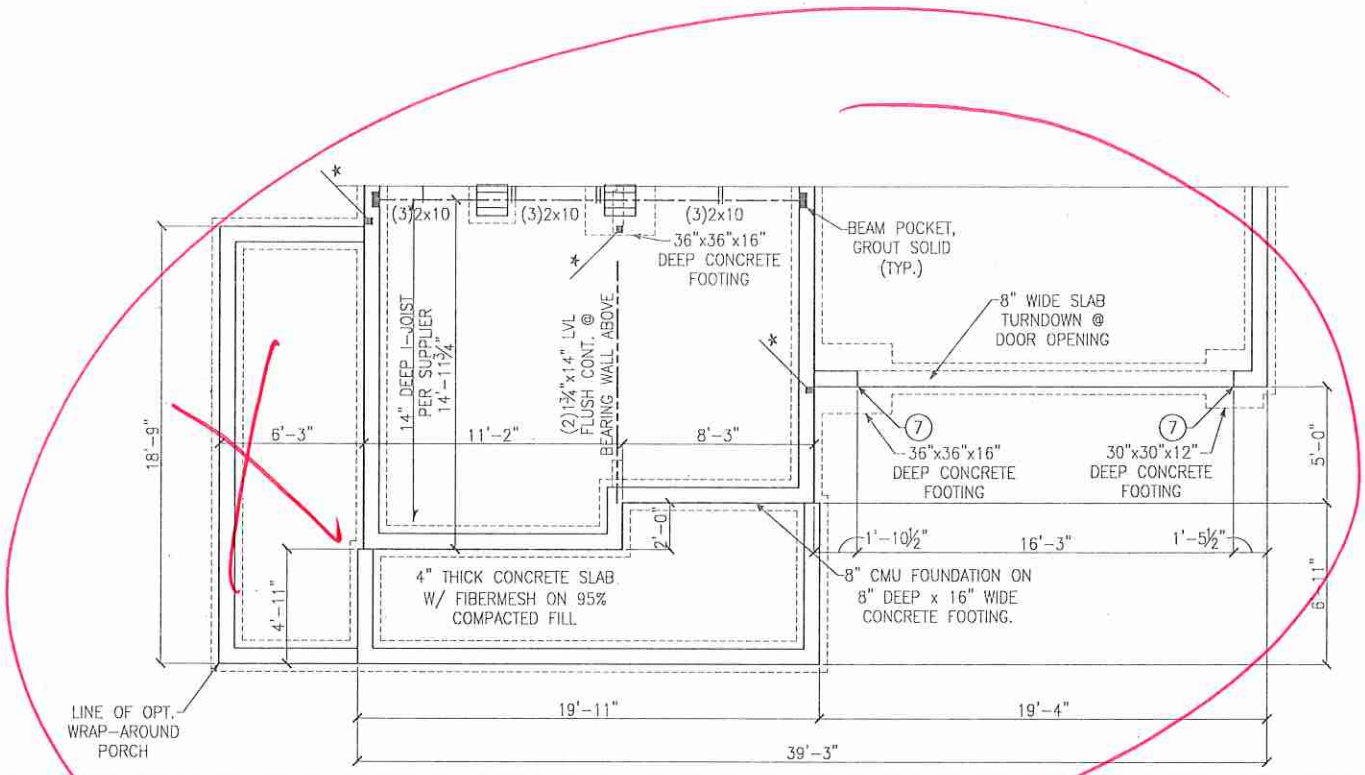 *
(3)2x10
(3)2x10
(3)2x10
36"x36"x16"
DEEP CONCRETE
FOOTING
*
BEAM POCKET,
GROUT SOLID
(TYP.)
8" WIDE SLAB
TURNDOWN @
DOOR OPENING
*
14" DEEP I-JOIST
PER SUPPLIER
14'-11¾"
(2)1¾"x14" LVL
FLUSH CONT. @
BEARING WALL ABOVE
18'-9"
6'-3"
11'-2"
8'-3"
7
36"x36"x16"
DEEP CONCRETE
FOOTING
7
30"x30"x12"
DEEP CONCRETE
FOOTING
5'-0"
2'-0"
1'-10½"
16'-3"
1'-5½"
4'-11"
4" THICK CONCRETE SLAB
W/ FIBERMESH ON 95%
COMPACTED FILL
8" CMU FOUNDATION ON
8" DEEP x 16" WIDE
CONCRETE FOOTING.
6'-11"
LINE OF OPT.
WRAP-AROUND
PORCH
19'-11"
19'-4"
39'-3"